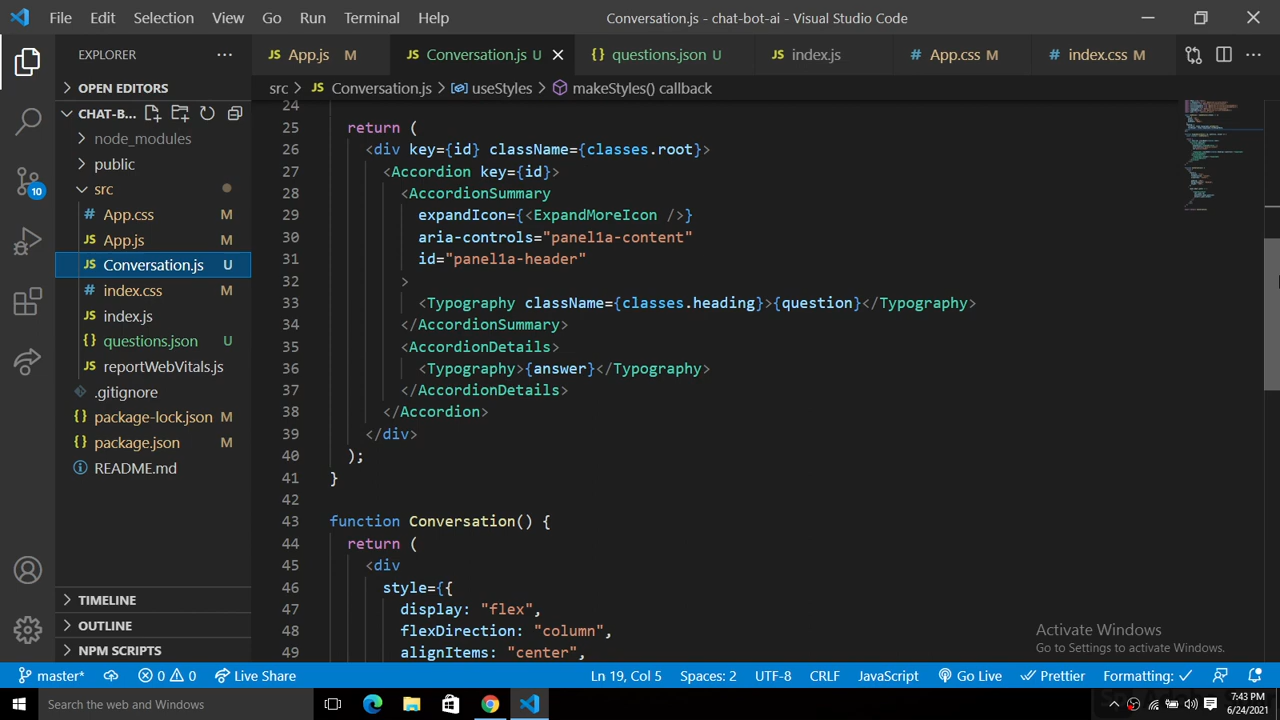 File Edit Selection View Go Run Terminal Help Conversation.js - chat-bot-ai - Visual Studio Code
EXPLORER
JS App.js M
JS Conversation.js U
{} questions.json U
JS index.js
# App.css M
# index.css M
OPEN EDITORS
CHAT-B...
node_modules
public
src
# App.css M
JS App.js M
JS Conversation.js U
# index.css M
JS index.js
{} questions.json U
JS reportWebVitals.js
.gitignore
{} package-lock.json M
{} package.json M
README.md
TIMELINE
OUTLINE
NPM SCRIPTS
10
src > JS Conversation.js > useStyles > makeStyles() callback
24
25 return (
26 <div key={id} className={classes.root}>
27 <Accordion key={id}>
28 <AccordionSummary
29 expandIcon={<ExpandMoreIcon />}
30 aria-controls="panel1a-content"
31 id="panel1a-header"
32 >
33 <Typography className={classes.heading}>{question}</Typography>
34 </AccordionSummary>
35 <AccordionDetails>
36 <Typography>{answer}</Typography>
37 </AccordionDetails>
38 </Accordion>
39 </div>
40 );
41 }
42
43 function Conversation() {
44 return (
45 <div
46 style={{
47 display: "flex",
48 flexDirection: "column",
49 alignItems: "center",
Activate Windows
Go to Settings to activate Windows.
master* 0 0 Live Share Ln 19, Col 5 Spaces: 2 UTF-8 CRLF JavaScript Go Live Prettier Formatting: ✓
Search the web and Windows
7:43 PM
6/24/2021